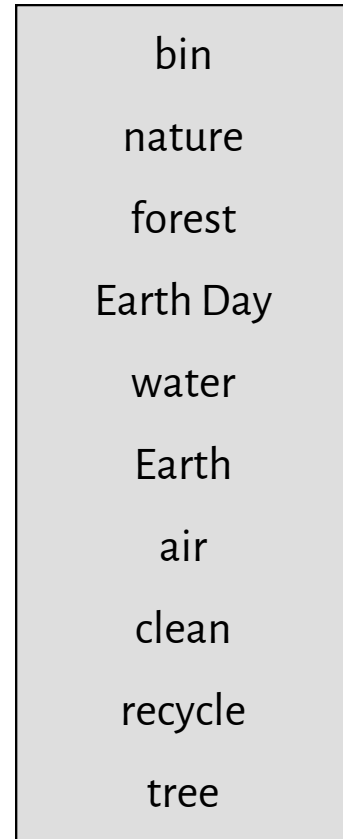 bin
nature
forest
Earth Day
water
Earth
air
clean
recycle
tree